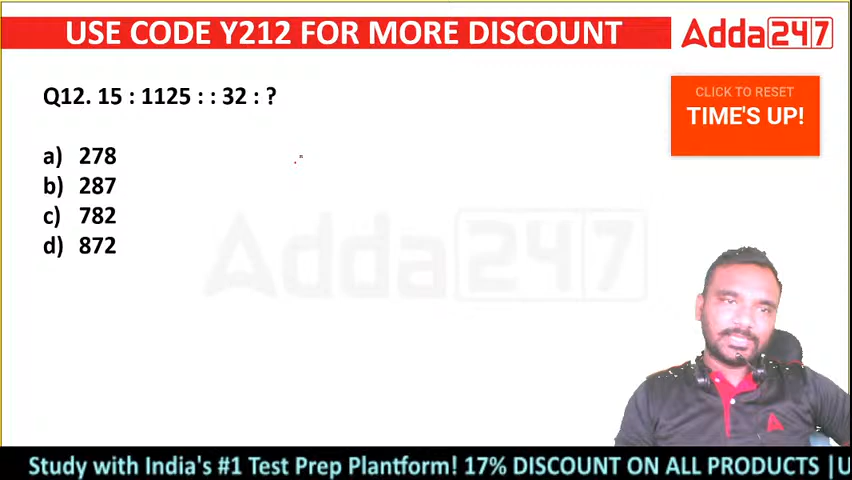 USE CODE Y212 FOR MORE DISCOUNT
Adda247
CLICK TO RESET
TIME'S UP!
Q12. 15 : 1125 : : 32 : ?
a) 278
b) 287
c) 782
d) 872
Adda247
Study with India's #1 Test Prep Plantform! 17% DISCOUNT ON ALL PRODUCTS |U